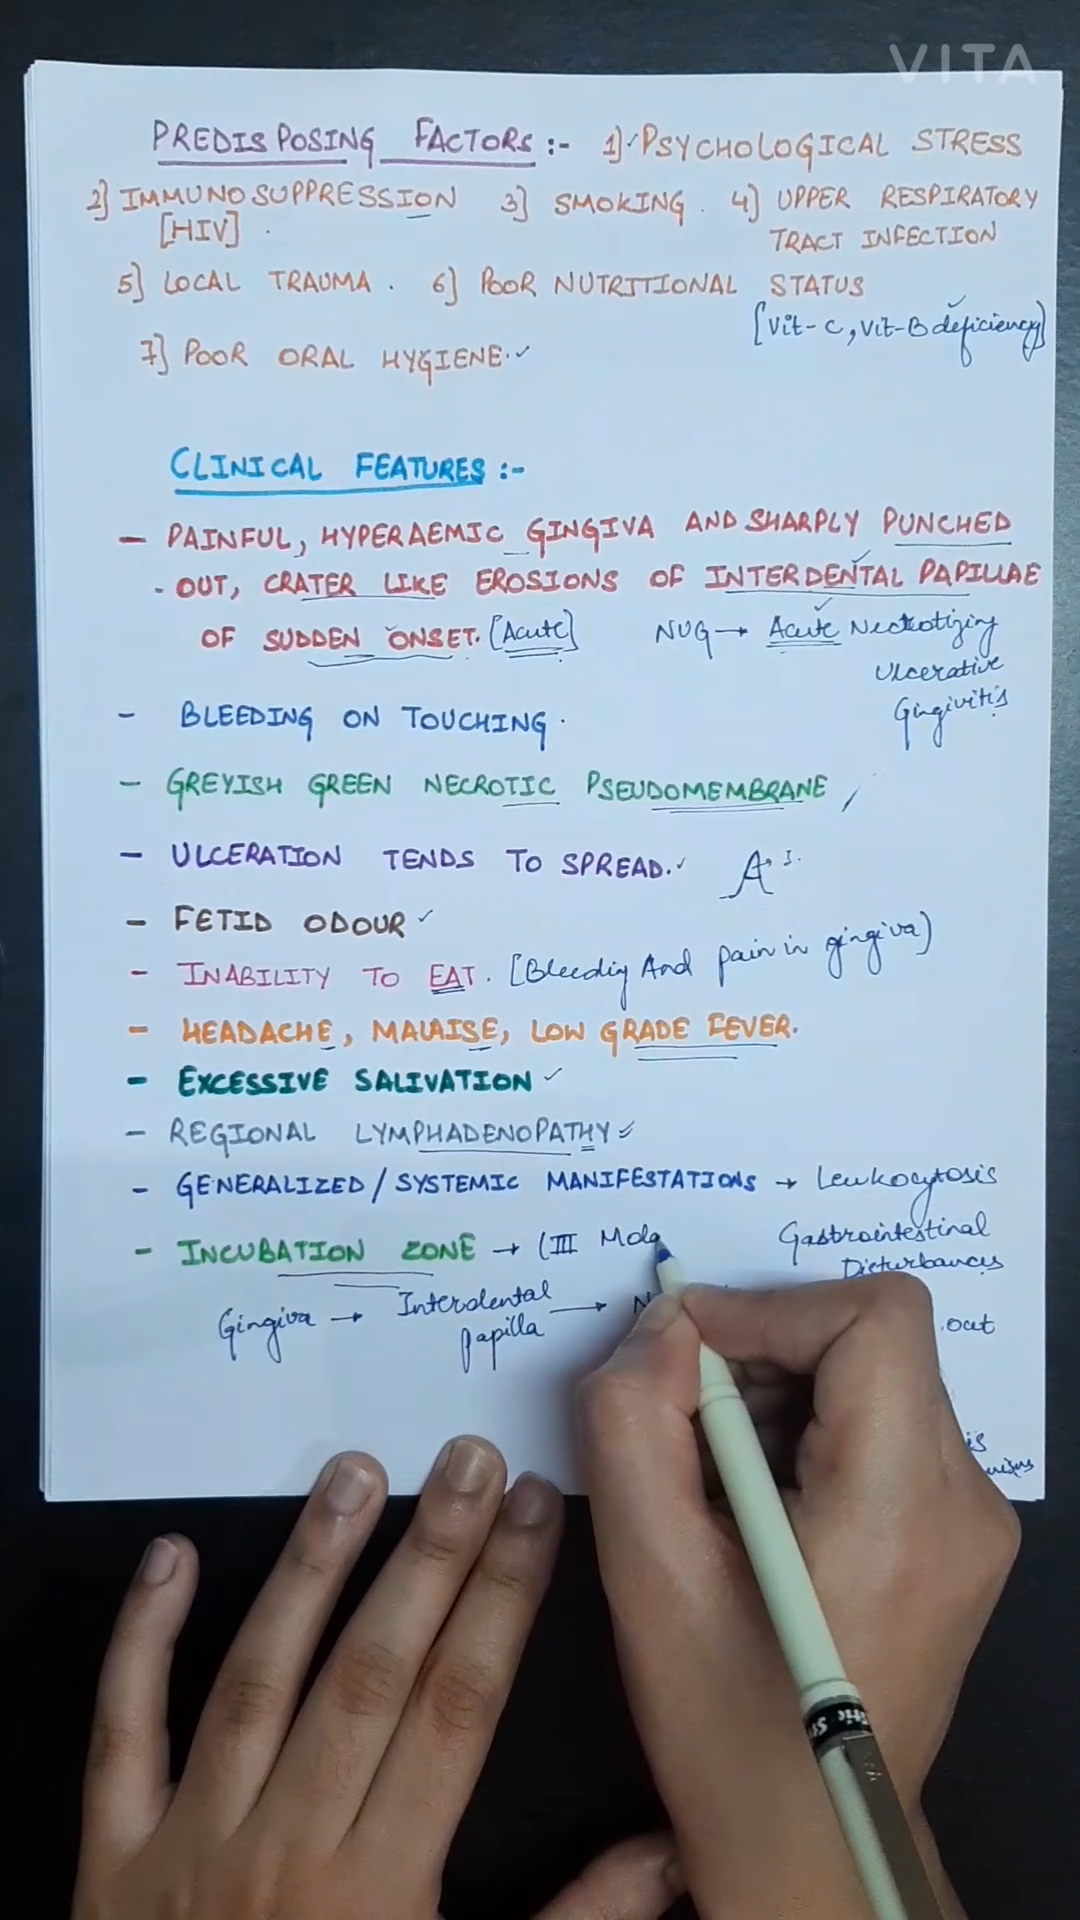 VITA
PREDISPOSING FACTORS :- 1] PSYCHOLOGICAL STRESS
2] IMMUNOSUPPRESSION 3] SMOKING. 4] UPPER RESPIRATORY
[HIV]. TRACT INFECTION
5] LOCAL TRAUMA. 6] POOR NUTRITIONAL STATUS
[Vit-C, Vit-B deficiency]
7] POOR ORAL HYGIENE.
CLINICAL FEATURES :-
- PAINFUL, HYPERAEMIC GINGIVA AND SHARPLY PUNCHED
- OUT, CRATER LIKE EROSIONS OF INTERDENTAL PAPILLAE
OF SUDDEN ONSET. [Acute] NUG → Acute Necrotizing
Ulcerative
Gingivitis
- BLEEDING ON TOUCHING.
- GREYISH GREEN NECROTIC PSEUDOMEMBRANE
- ULCERATION TENDS TO SPREAD.
- FETID ODOUR
- INABILITY TO EAT. [Bleedig And pain in gingiva)
- HEADACHE, MALAISE, LOW GRADE FEVER.
- EXCESSIVE SALIVATION
- REGIONAL LYMPHADENOPATHY
- GENERALIZED/SYSTEMIC MANIFESTATIONS → Leukocytosis
Gastrointestinal
Disturbances
- INCUBATION ZONE → (III Mola
Gingiva → Interdental papilla → N
out
is